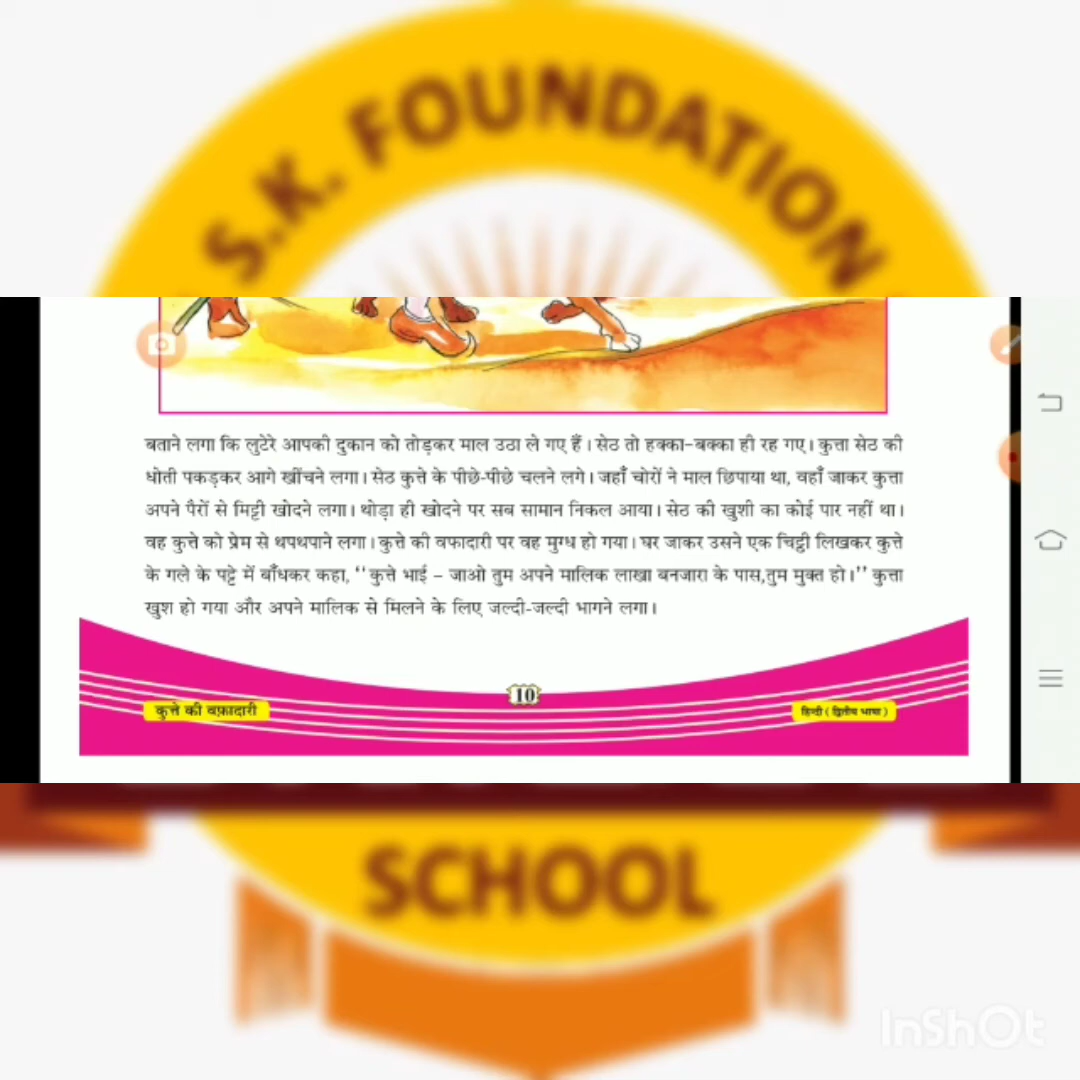 S.K. FOUNDATION
बताने लगा कि लुटेरे आपकी दुकान को तोड़कर माल उठा ले गए हैं। सेठ तो हक्का-बक्का ही रह गए। कुत्ता सेठ की
धोती पकड़कर आगे खींचने लगा। सेठ कुत्ते के पीछे-पीछे चलने लगे। जहाँ चोरों ने माल छिपाया था, वहाँ जाकर कुत्ता
अपने पैरों से मिट्टी खोदने लगा। थोड़ा ही खोदने पर सब सामान निकल आया। सेठ की खुशी का कोई पार नहीं था।
वह कुत्ते को प्रेम से थपथपाने लगा। कुत्ते की वफादारी पर वह मुग्ध हो गया। घर जाकर उसने एक चिट्ठी लिखकर कुत्ते
के गले के पट्टे में बाँधकर कहा, ‘‘कुत्ते भाई – जाओ तुम अपने मालिक लाखा बनजारा के पास,तुम मुक्त हो।’’ कुत्ता
खुश हो गया और अपने मालिक से मिलने के लिए जल्दी-जल्दी भागने लगा।
10
कुत्ते की वफ़ादारी
हिन्दी ( द्वितीय भाषा )
SCHOOL
InShOt